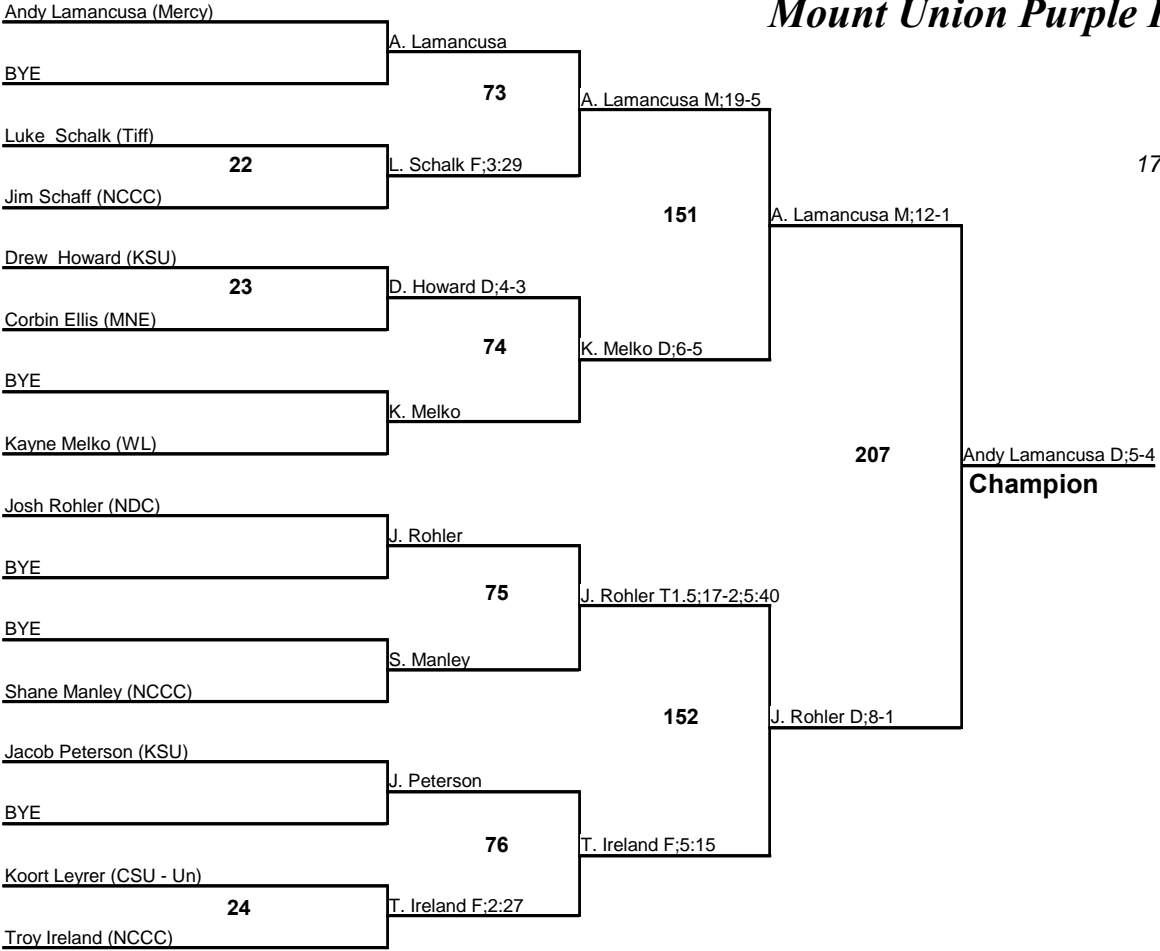 Mount Union Purple
Andy Lamancusa (Mercy)
A. Lamancusa
BYE
73
A. Lamancusa M;19-5
Luke Schalk (Tiff)
22
L. Schalk F;3:29
17
Jim Schaff (NCCC)
151
A. Lamancusa M;12-1
Drew Howard (KSU)
23
D. Howard D;4-3
Corbin Ellis (MNE)
74
K. Melko D;6-5
BYE
K. Melko
Kayne Melko (WL)
207
Andy Lamancusa D;5-4
Champion
Josh Rohler (NDC)
J. Rohler
BYE
75
J. Rohler T1.5;17-2;5:40
BYE
S. Manley
Shane Manley (NCCC)
152
J. Rohler D;8-1
Jacob Peterson (KSU)
J. Peterson
BYE
76
T. Ireland F;5:15
Koort Leyrer (CSU - Un)
24
T. Ireland F;2:27
Troy Ireland (NCCC)